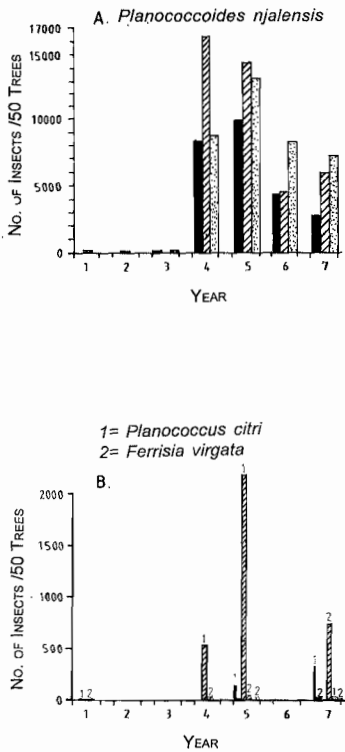 A. Planococcoides njalensis
17000
15000
10000
5000
0
No. OF INSECTS /50 TREES
1 2 3 4 5 6 7
YEAR
1= Planococcus citri
2= Ferrisia virgata
B.
2000
1500
1000
500
0
No. OF INSECTS /50 TREES
1
1
2
1 2 1 2 1 2 2 1 2 1 2
1 4 5 6 7
YEAR